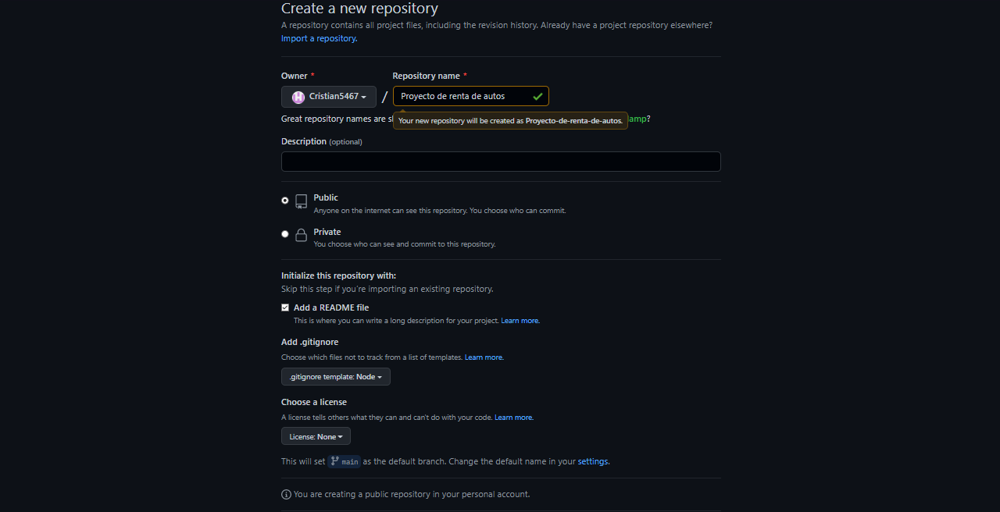 Create a new repository
A repository contains all project files, including the revision history. Already have a project repository elsewhere?
Import a repository.
Owner * Repository name *
Cristian5467 / Proyecto de renta de autos
Great repository names are
Your new repository will be created as Proyecto-de-renta-de-autos.
Description (optional)
Public
Anyone on the internet can see this repository. You choose who can commit.
Private
You choose who can see and commit to this repository.
Initialize this repository with:
Skip this step if you're importing an existing repository.
Add a README file
This is where you can write a long description for your project. Learn more.
Add .gitignore
Choose which files not to track from a list of templates. Learn more.
.gitignore template: Node
Choose a license
A license tells others what they can and can't do with your code. Learn more.
License: None
This will set main as the default branch. Change the default name in your settings.
You are creating a public repository in your personal account.